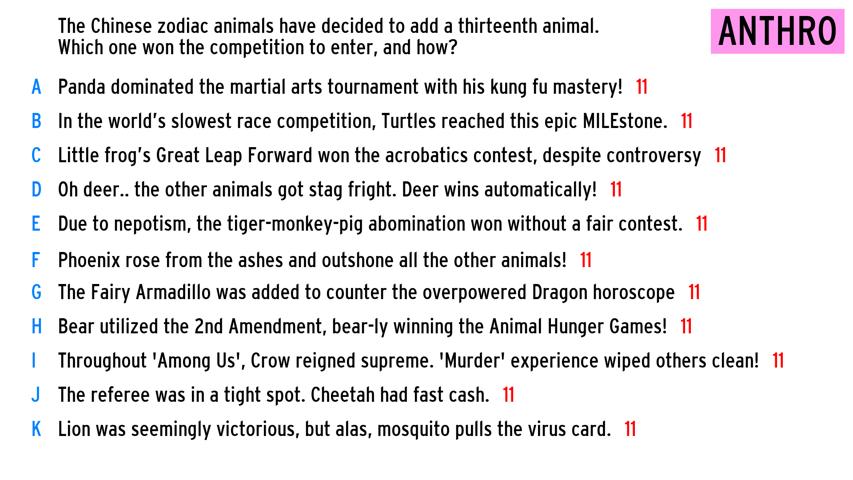 The Chinese zodiac animals have decided to add a thirteenth animal.
Which one won the competition to enter, and how?
ANTHRO
A Panda dominated the martial arts tournament with his kung fu mastery! 11
B In the world's slowest race competition, Turtles reached this epic MILEstone. 11
C Little frog's Great Leap Forward won the acrobatics contest, despite controversy 11
D Oh deer.. the other animals got stag fright. Deer wins automatically! 11
E Due to nepotism, the tiger-monkey-pig abomination won without a fair contest. 11
F Phoenix rose from the ashes and outshone all the other animals! 11
G The Fairy Armadillo was added to counter the overpowered Dragon horoscope 11
H Bear utilized the 2nd Amendment, bear-ly winning the Animal Hunger Games! 11
I Throughout 'Among Us', Crow reigned supreme. 'Murder' experience wiped others clean! 11
J The referee was in a tight spot. Cheetah had fast cash. 11
K Lion was seemingly victorious, but alas, mosquito pulls the virus card. 11